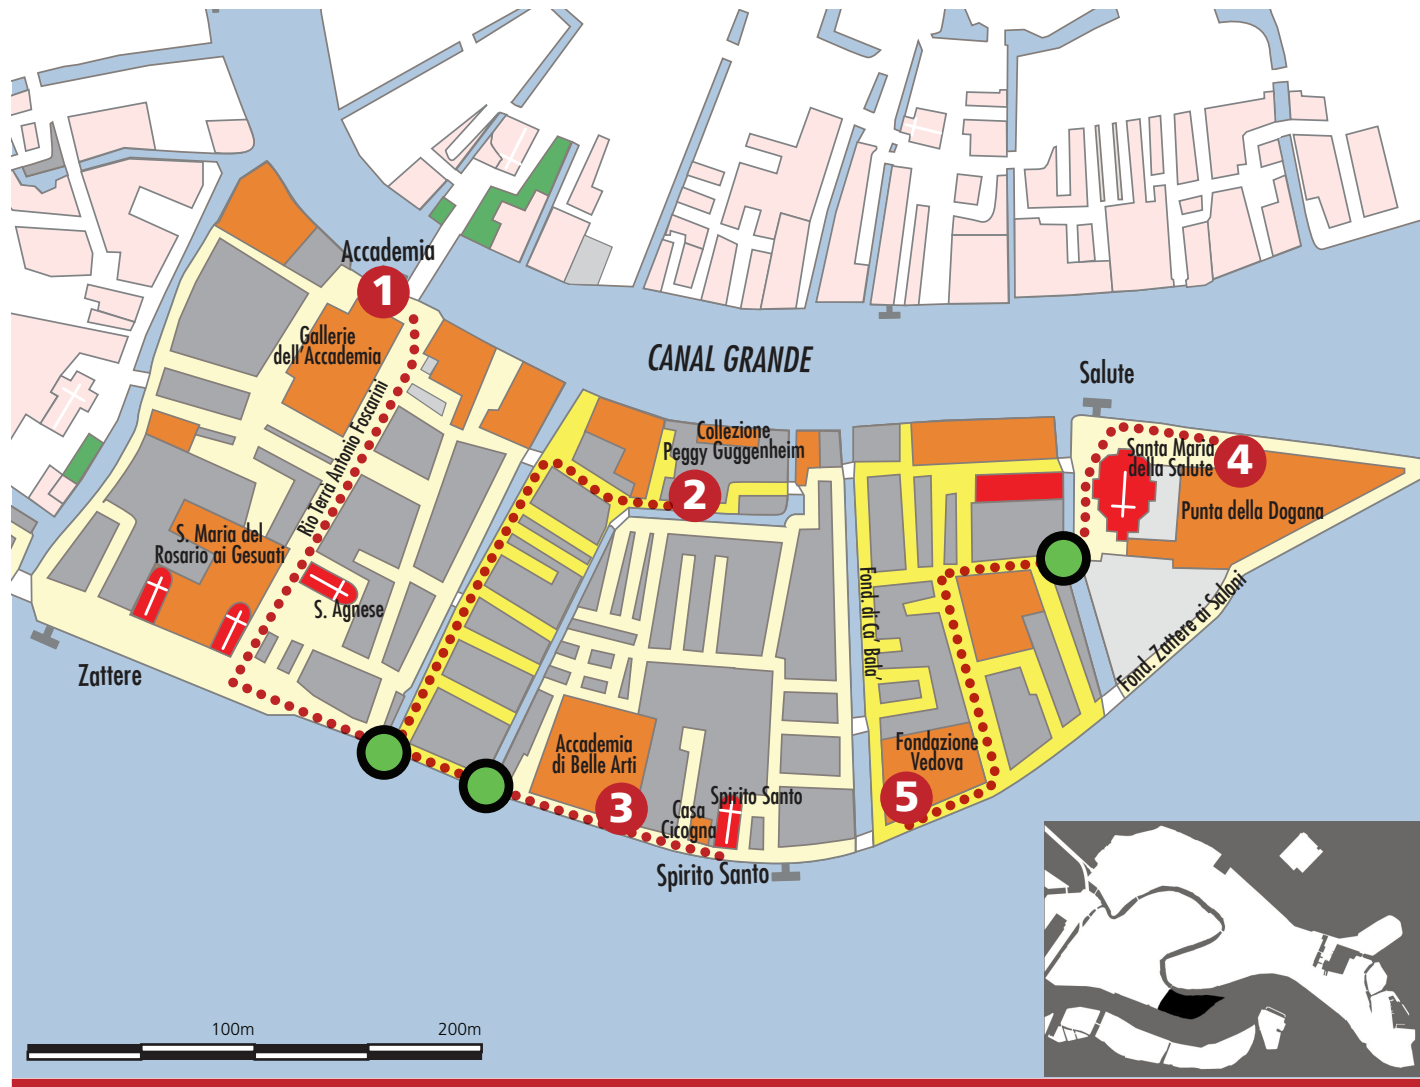 Accademia
1
Gallerie
dell'Accademia
CANAL GRANDE
Salute
Rio Terrà Antonio Foscarini
Collezione
Peggy Guggenheim
2
Santa Maria
della Salute
4
Punta della Dogana
S. Maria del
Rosario ai Gesuati
S. Agnese
Zattere
Fond. di Ca' Bala'
Fond. Zattere ai Saloni
Accademia
di Belle Arti
3
Casa
Cicogna
Spirito Santo
Spirito Santo
Fondazione
Vedova
5
100m
200m